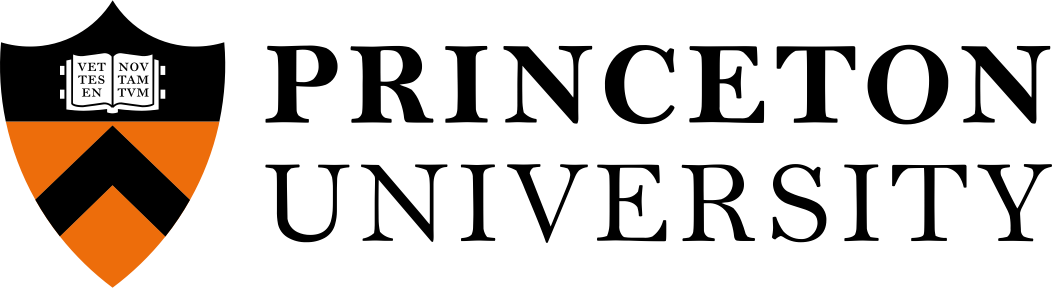 VET NOV
TES TAM
EN TVM
PRINCETON
UNIVERSITY